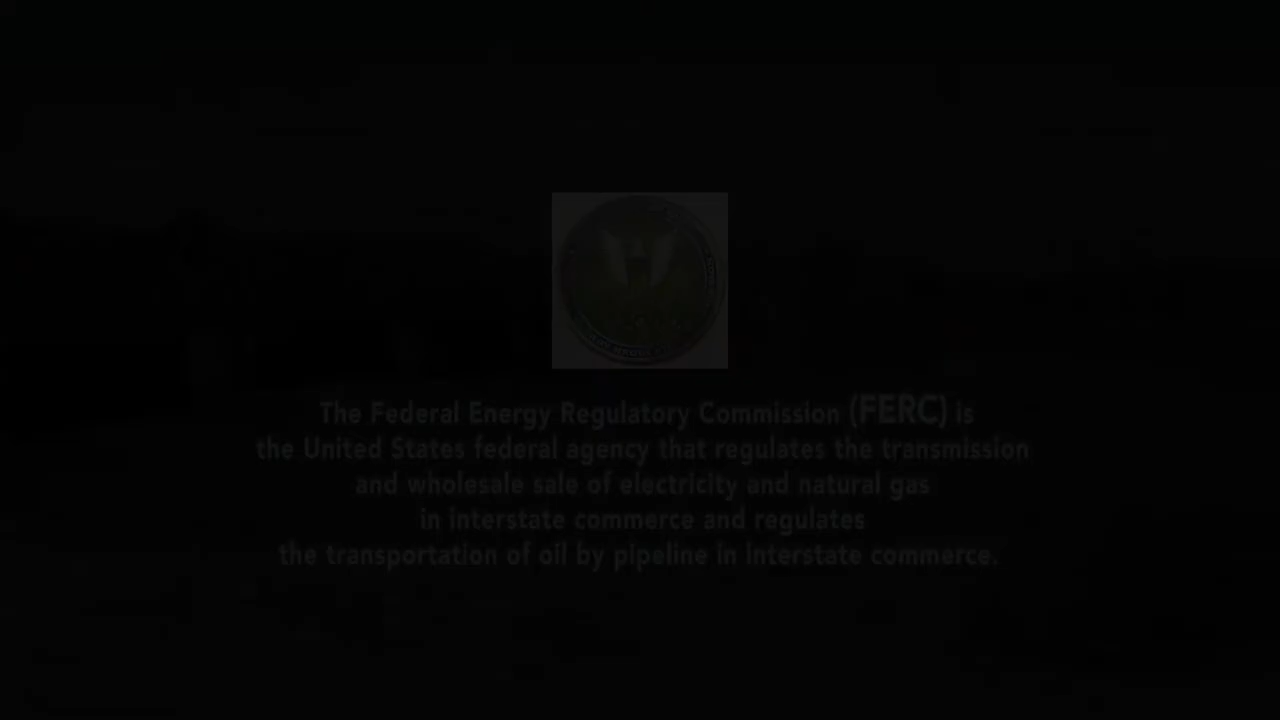 The Federal Energy Regulatory Commission (FERC) is
the United States federal agency that regulates the transmission
and wholesale sale of electricity and natural gas
in interstate commerce and regulates
the transportation of oil by pipeline in interstate commerce.